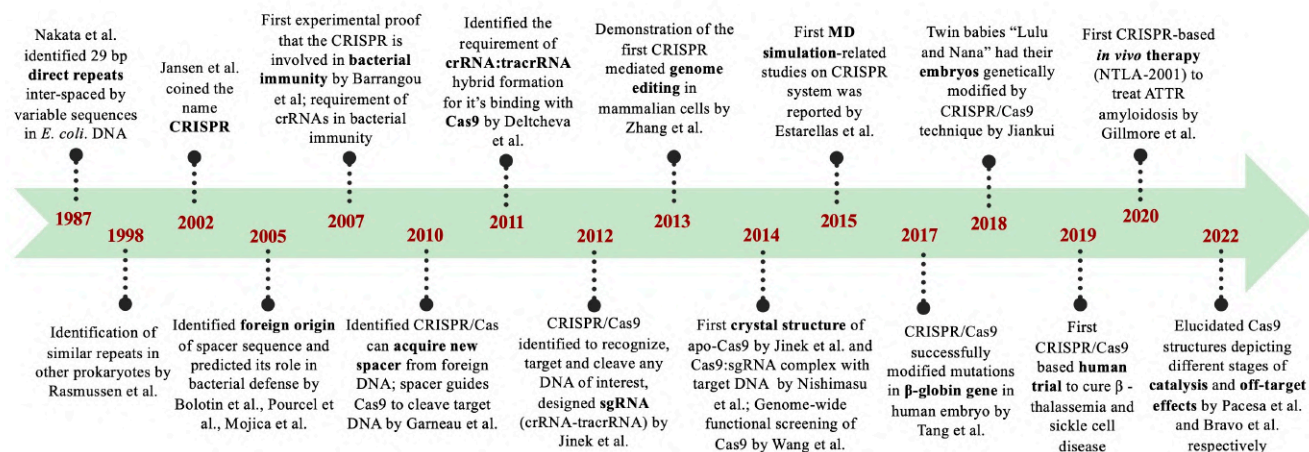 Nakata et al.
identified 29 bp
direct repeats
inter-spaced by
variable sequences
in E. coli. DNA
1987
1998
Identification of
similar repeats in
other prokaryotes by
Rasmussen et al.
Jansen et al.
coined the
name
CRISPR
2002
2005
Identified foreign origin
of spacer sequence and
predicted its role in
bacterial defense by
Bolotin et al., Pourcel et
al., Mojica et al.
First experimental proof
that the CRISPR is
involved in bacterial
immunity by Barrangou
et al; requirement of
crRNAs in bacterial
immunity
2007
2010
Identified CRISPR/Cas
can acquire new
spacer from foreign
DNA; spacer guides
Cas9 to cleave target
DNA by Garneau et al.
Identified the
requirement of
crRNA:tracrRNA
hybrid formation
for it's binding with
Cas9 by Deltcheva
et al.
2011
2012
CRISPR/Cas9
identified to recognize,
target and cleave any
DNA of interest,
designed sgRNA
(crRNA-tracrRNA) by
Jinek et al.
Demonstration of the
first CRISPR
mediated genome
editing in
mammalian cells by
Zhang et al.
2013
2014
First crystal structure of
apo-Cas9 by Jinek et al. and
Cas9:sgRNA complex with
target DNA by Nishimasu
et al.; Genome-wide
functional screening of
Cas9 by Wang et al.
First MD
simulation-related
studies on CRISPR
system was
reported by
Estarellas et al.
2015
2017
CRISPR/Cas9
successfully
modified mutations
in β-globin gene in
human embryo by
Tang et al.
Twin babies “Lulu
and Nana” had their
embryos genetically
modified by
CRISPR/Cas9
technique by Jiankui
2018
2019
First
CRISPR/Cas9
based human
trial to cure β -
thalassemia and
sickle cell
disease
First CRISPR-based
in vivo therapy
(NTLA-2001) to
treat ATTR
amyloidosis by
Gillmore et al.
2020
2022
Elucidated Cas9
structures depicting
different stages of
catalysis and off-target
effects by Pacesa et al.
and Bravo et al.
respectively